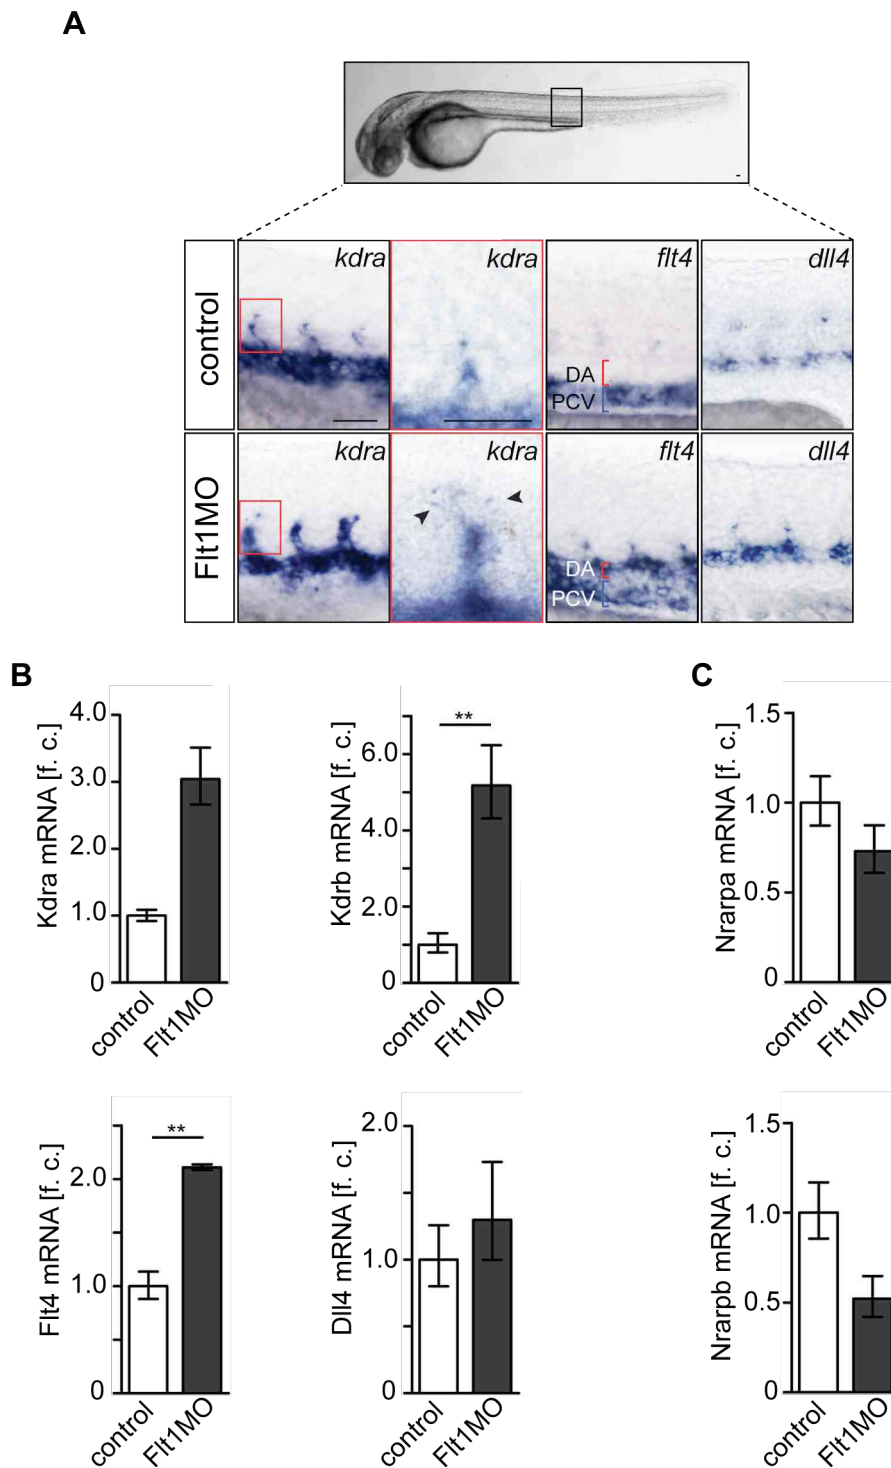 A
control
kdra
kdra
flt4
dll4
DA
PCV
Flt1MO
kdra
kdra
flt4
dll4
DA
PCV
B
Kdra mRNA [f. c.]
4.0
3.0
2.0
1.0
0
control
Flt1MO
Kdrb mRNA [f. c.]
**
6.0
4.0
2.0
0
control
Flt1MO
C
Nrarpa mRNA [f. c.]
1.5
1.0
0.5
0
control
Flt1MO
Flt4 mRNA [f. c.]
**
2.0
1.0
0
control
Flt1MO
Dll4 mRNA [f. c.]
2.0
1.0
0
control
Flt1MO
Nrarpb mRNA [f. c.]
1.5
1.0
0.5
0
control
Flt1MO